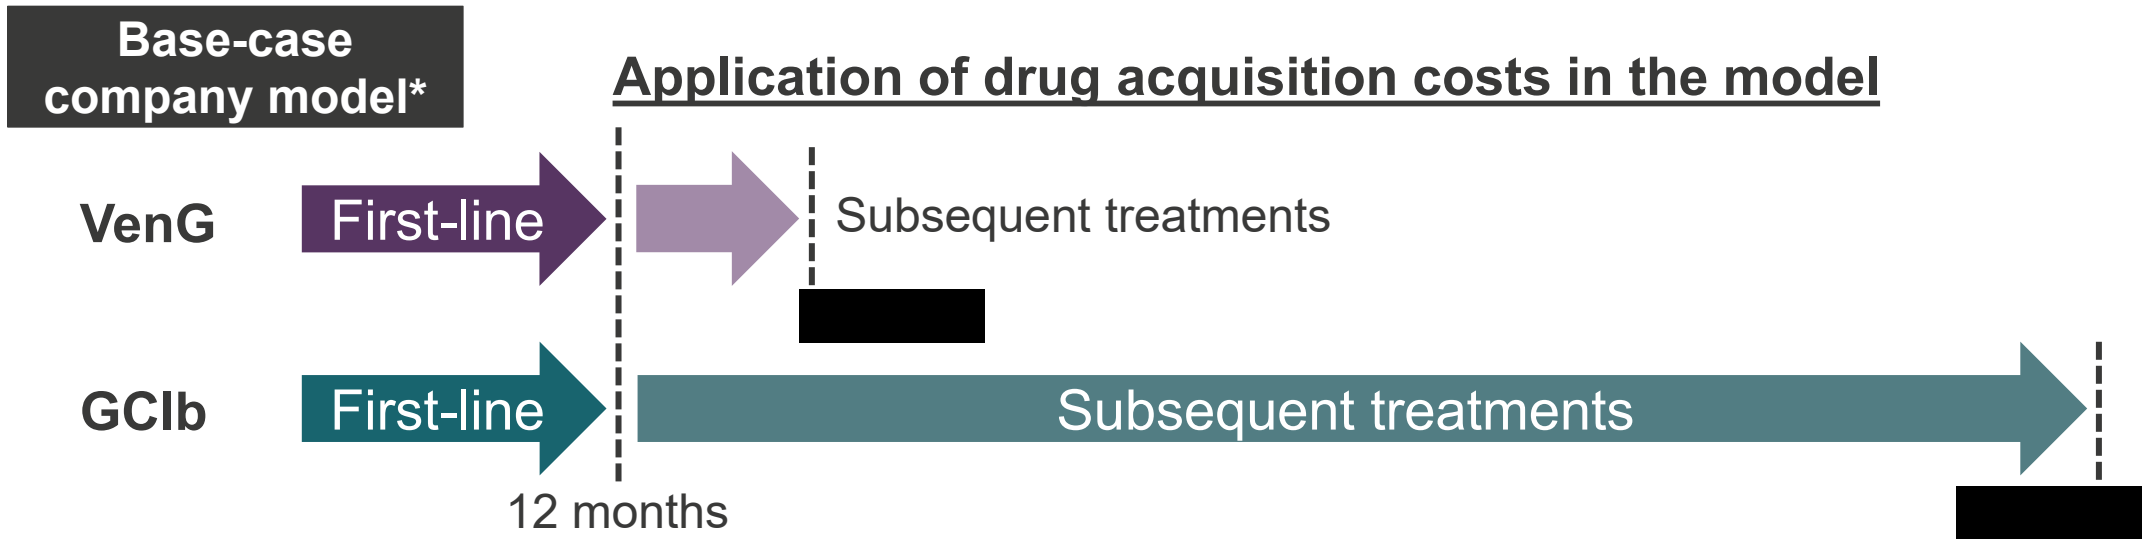 Base-case
company model*
Application of drug acquisition costs in the model
VenG
First-line
Subsequent treatments
GClb
First-line
Subsequent treatments
12 months